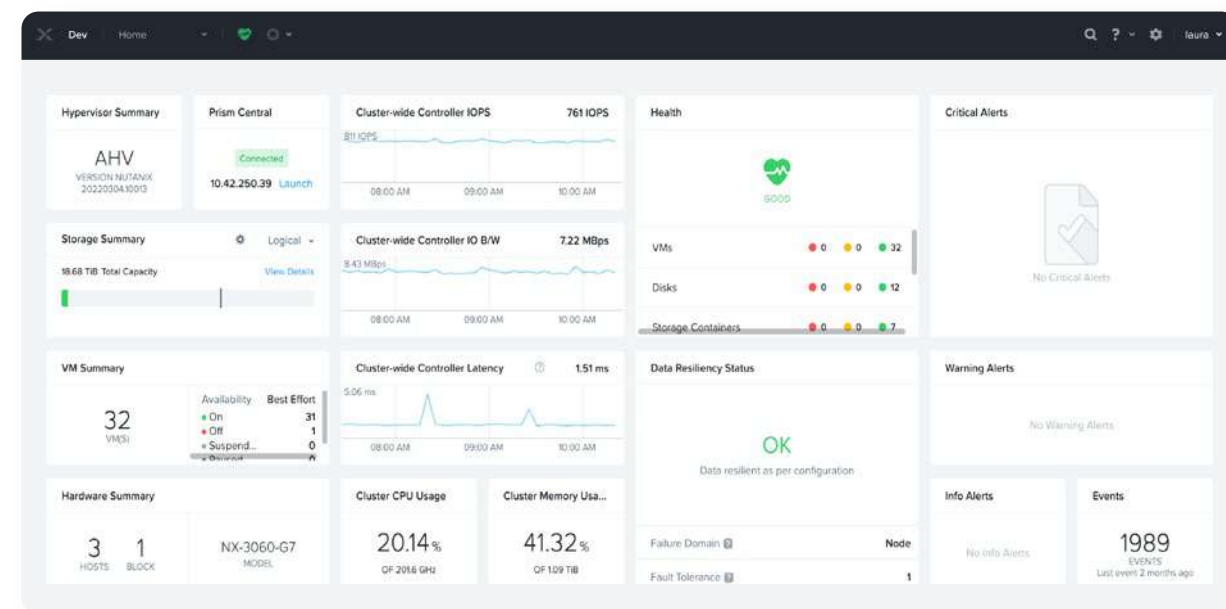 Dev Home
laura
Hypervisor Summary
AHV
VERSION NUTANIX
20220304.10013
Prism Central
Connected
10.42.250.39 Launch
Cluster-wide Controller IOPS 761 IOPS
811 IOPS
08:00 AM 09:00 AM 10:00 AM
Health
GOOD
VMs 0 0 32
Disks 0 0 12
Storage Containers 0 0 7
Critical Alerts
No Critical Alerts
Storage Summary Logical
18.68 TiB Total Capacity View Details
Cluster-wide Controller IO B/W 7.22 MBps
8.43 MBps
08:00 AM 09:00 AM 10:00 AM
VM Summary
32
VM(S)
Availability Best Effort
On 31
Off 1
Suspend... 0
Paused 0
Cluster-wide Controller Latency 1.51 ms
5.06 ms
08:00 AM 09:00 AM 10:00 AM
Data Resiliency Status
OK
Data resilient as per configuration
Failure Domain ? Node
Fault Tolerance ? 1
Warning Alerts
No Warning Alerts
Hardware Summary
3 1
HOSTS BLOCK
NX-3060-G7
MODEL
Cluster CPU Usage
20.14 %
OF 201.6 GHz
Cluster Memory Usa...
41.32 %
OF 1.09 TiB
Info Alerts
No Info Alerts
Events
1989
EVENTS
Last event 2 months ago